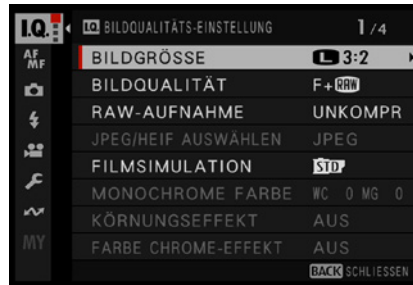 I.Q. I.Q. BILDQUALITÄTS-EINSTELLUNG 1/4
AF MF
MY
BILDGRÖSSE L 3:2
BILDQUALITÄT F+RAW
RAW-AUFNAHME UNKOMPR
JPEG/HEIF AUSWÄHLEN JPEG
FILMSIMULATION STD
MONOCHROME FARBE WC 0 MG 0
KÖRNUNGSEFFEKT AUS
FARBE CHROME-EFFEKT AUS
BACK SCHLIESSEN